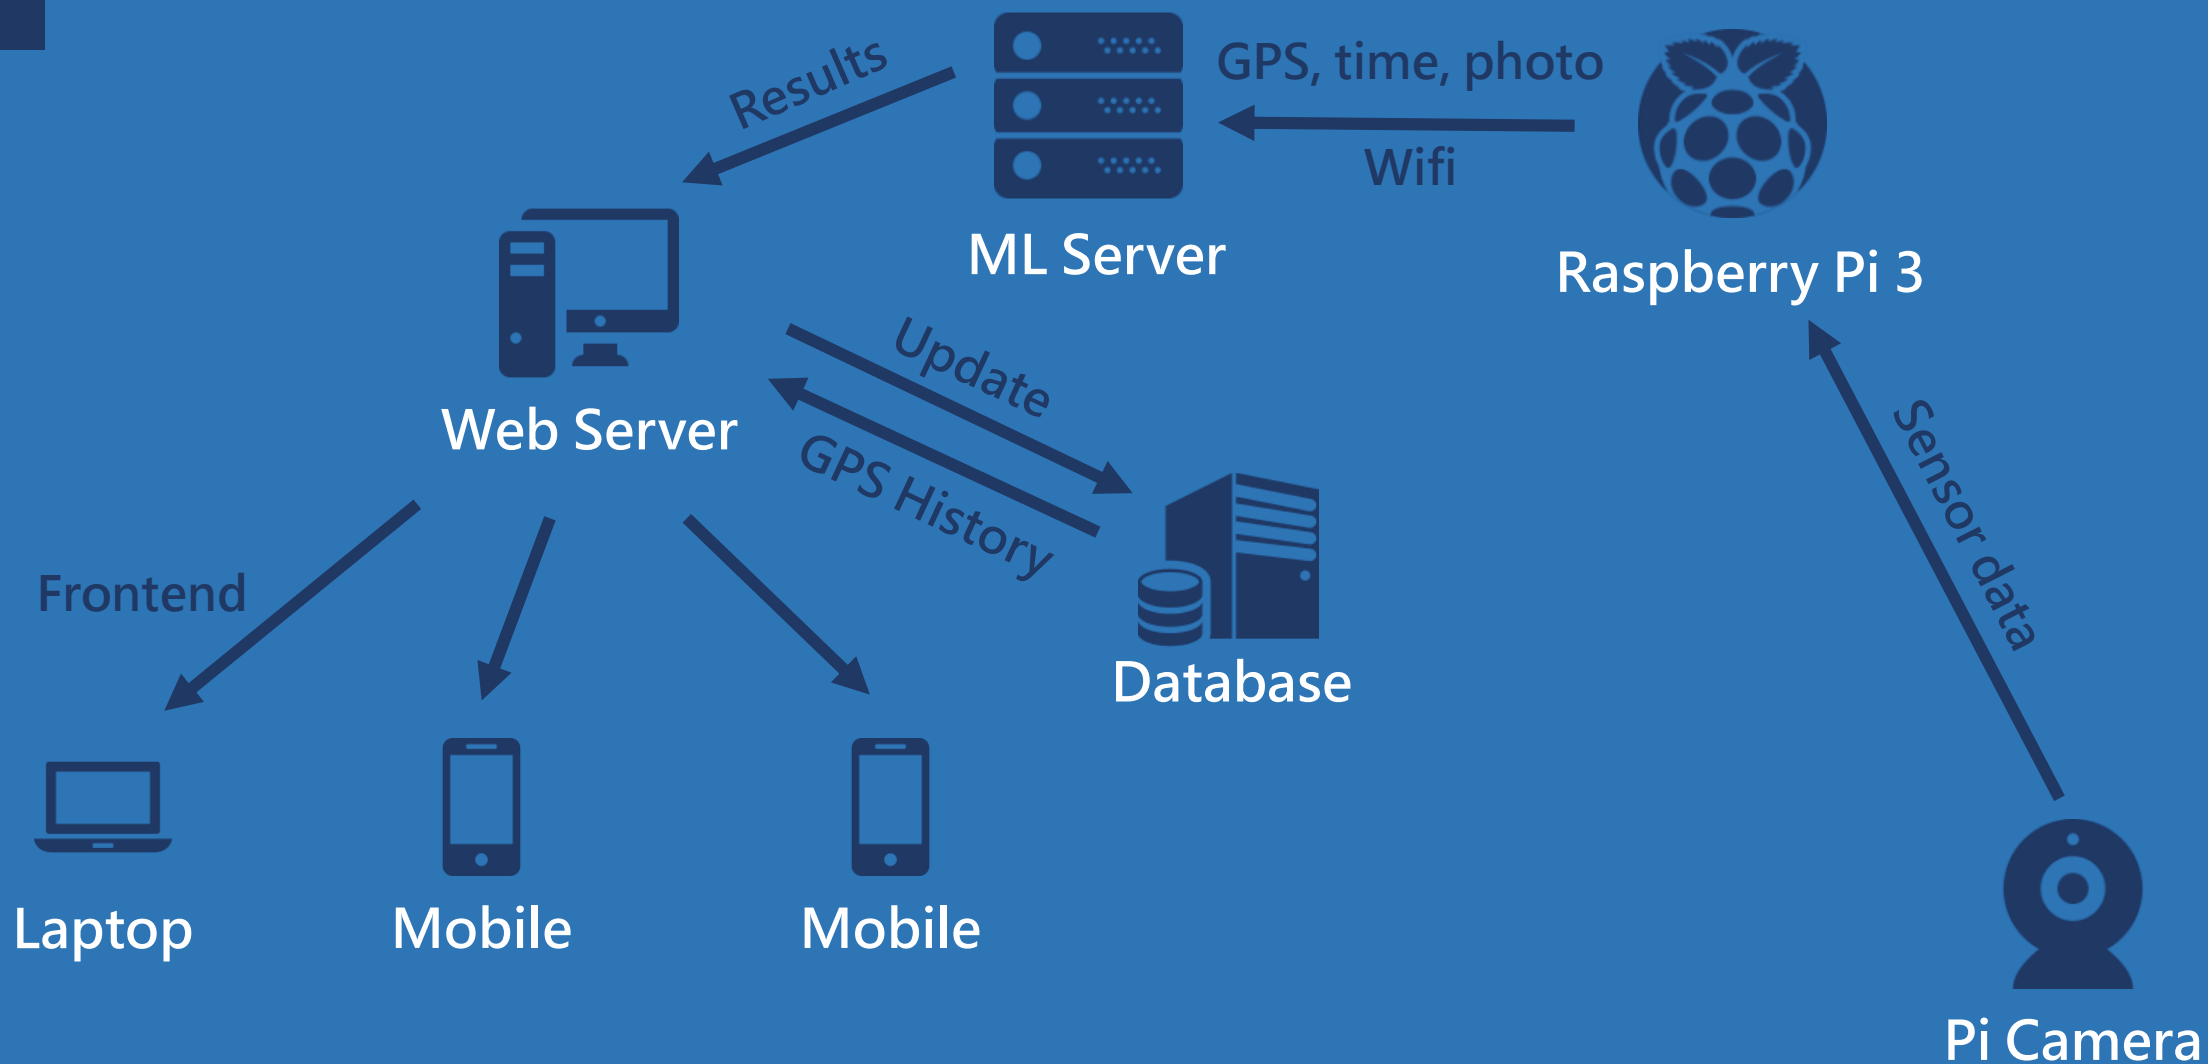 Results
GPS, time, photo
Wifi
ML Server
Raspberry Pi 3
Update
Web Server
GPS History
Sensor data
Frontend
Database
Laptop
Mobile
Mobile
Pi Camera